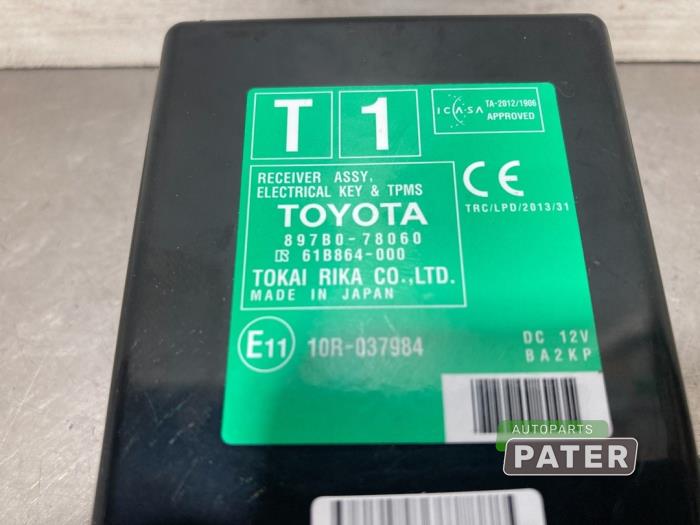 T 1
ICASA
TA-2012/1906
APPROVED
RECEIVER ASSY,
ELECTRICAL KEY & TPMS
TOYOTA
897B0-78060
61B864-000
TOKAI RIKA CO.,LTD.
MADE IN JAPAN
CE
TRC/LPD/2013/31
E11 10R-037984
DC 12V
BA2KP
AUTOPARTS
PATER